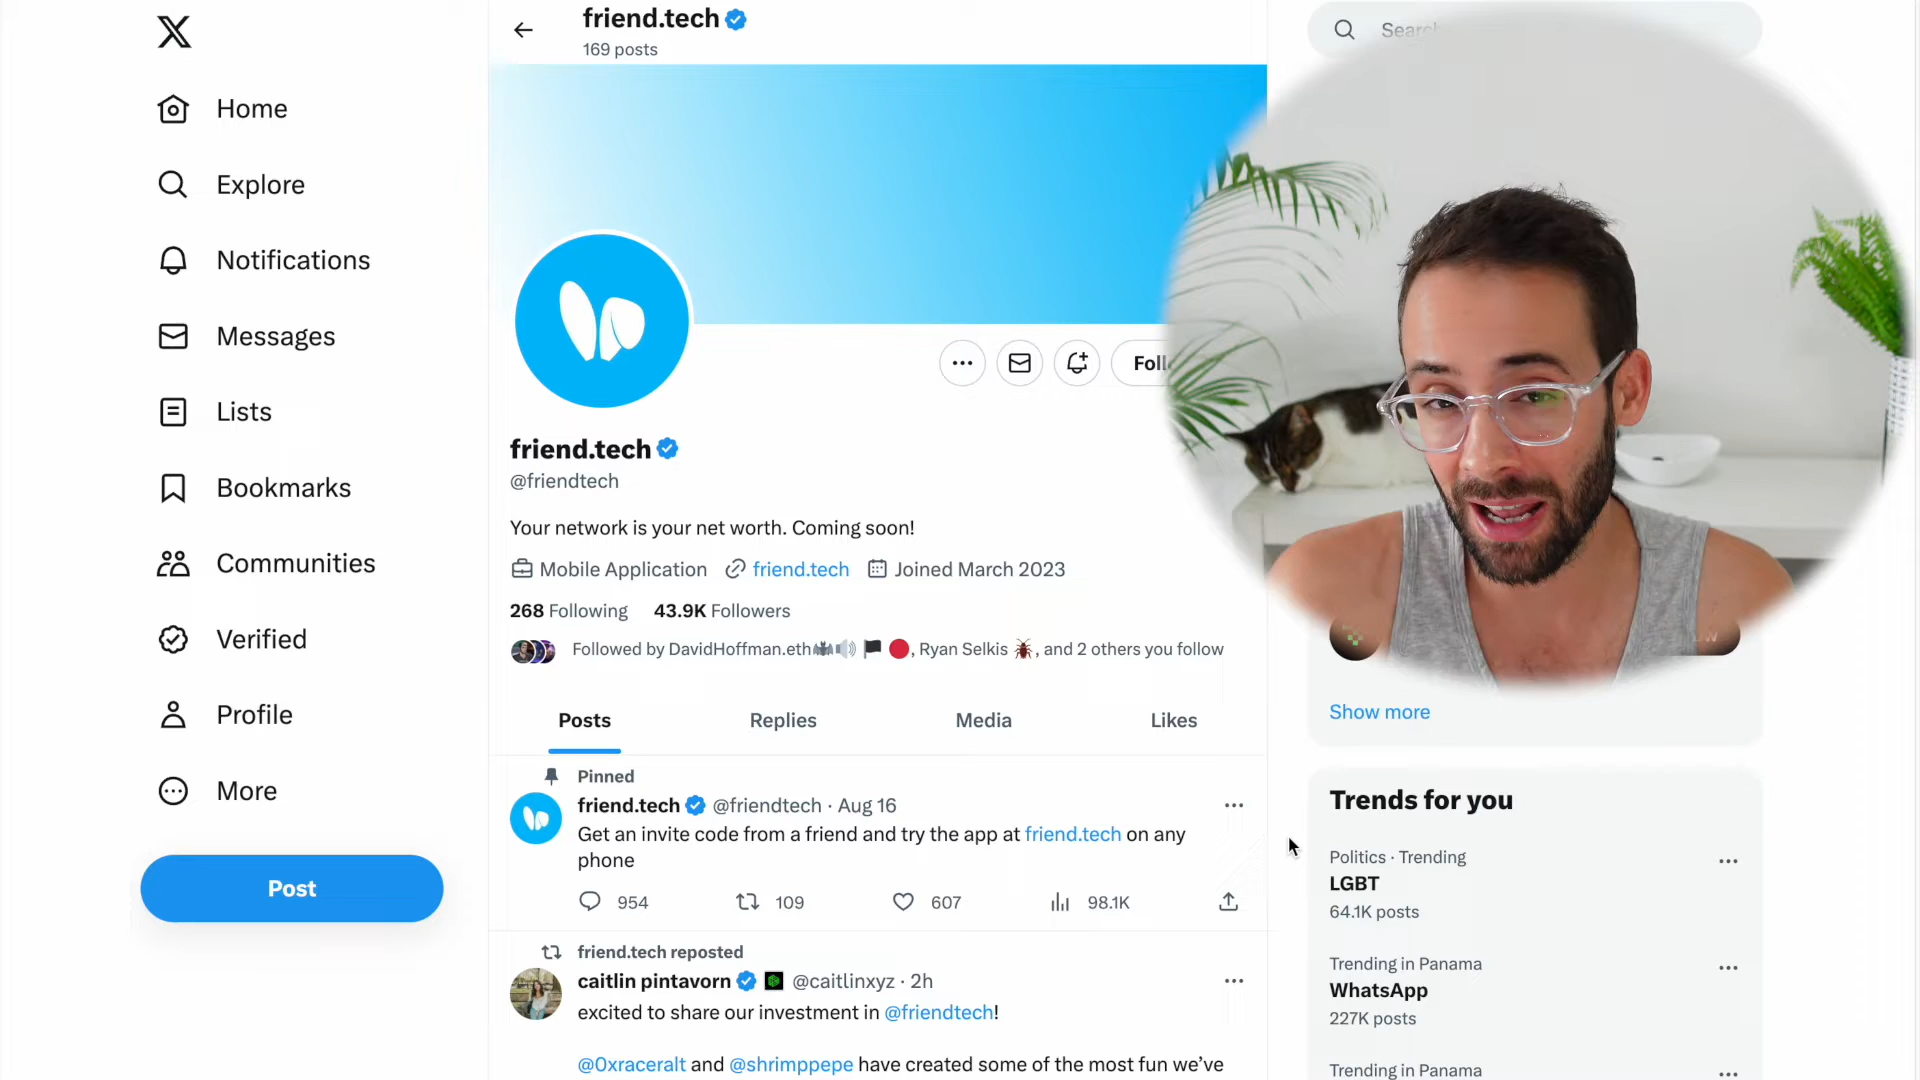 Home
Explore
Notifications
Messages
Lists
Bookmarks
Communities
Verified
Profile
More
Post
friend.tech
169 posts
friend.tech
@friendtech
Your network is your net worth. Coming soon!
Mobile Application friend.tech Joined March 2023
268 Following 43.9K Followers
Followed by DavidHoffman.eth🦇🔊 🏴 🔴, Ryan Selkis 🪳, and 2 others you follow
Posts Replies Media Likes
Pinned
friend.tech @friendtech · Aug 16
Get an invite code from a friend and try the app at friend.tech on any
phone
954 109 607 98.1K
friend.tech reposted
caitlin pintavorn @caitlinxyz · 2h
excited to share our investment in @friendtech!
@0xraceralt and @shrimppepe have created some of the most fun we've
Search
Show more
Trends for you
Politics · Trending
LGBT
64.1K posts
Trending in Panama
WhatsApp
227K posts
Trending in Panama